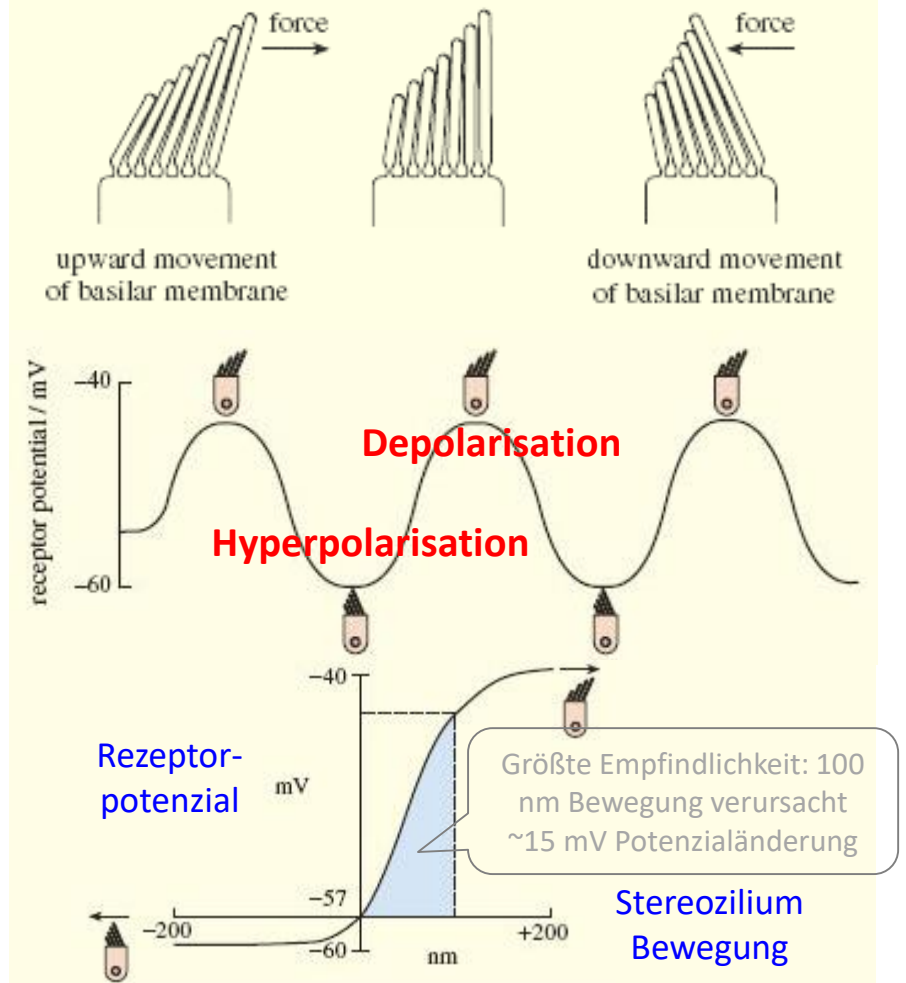 force
force
upward movement
of basilar membrane
downward movement
of basilar membrane
receptor potential / mV
–40
Depolarisation
Hyperpolarisation
–60
–40
Rezeptor-
potenzial
mV
Größte Empfindlichkeit: 100
nm Bewegung verursacht
~15 mV Potenzialänderung
–57
–200
–60
nm
+200
Stereozilium
Bewegung